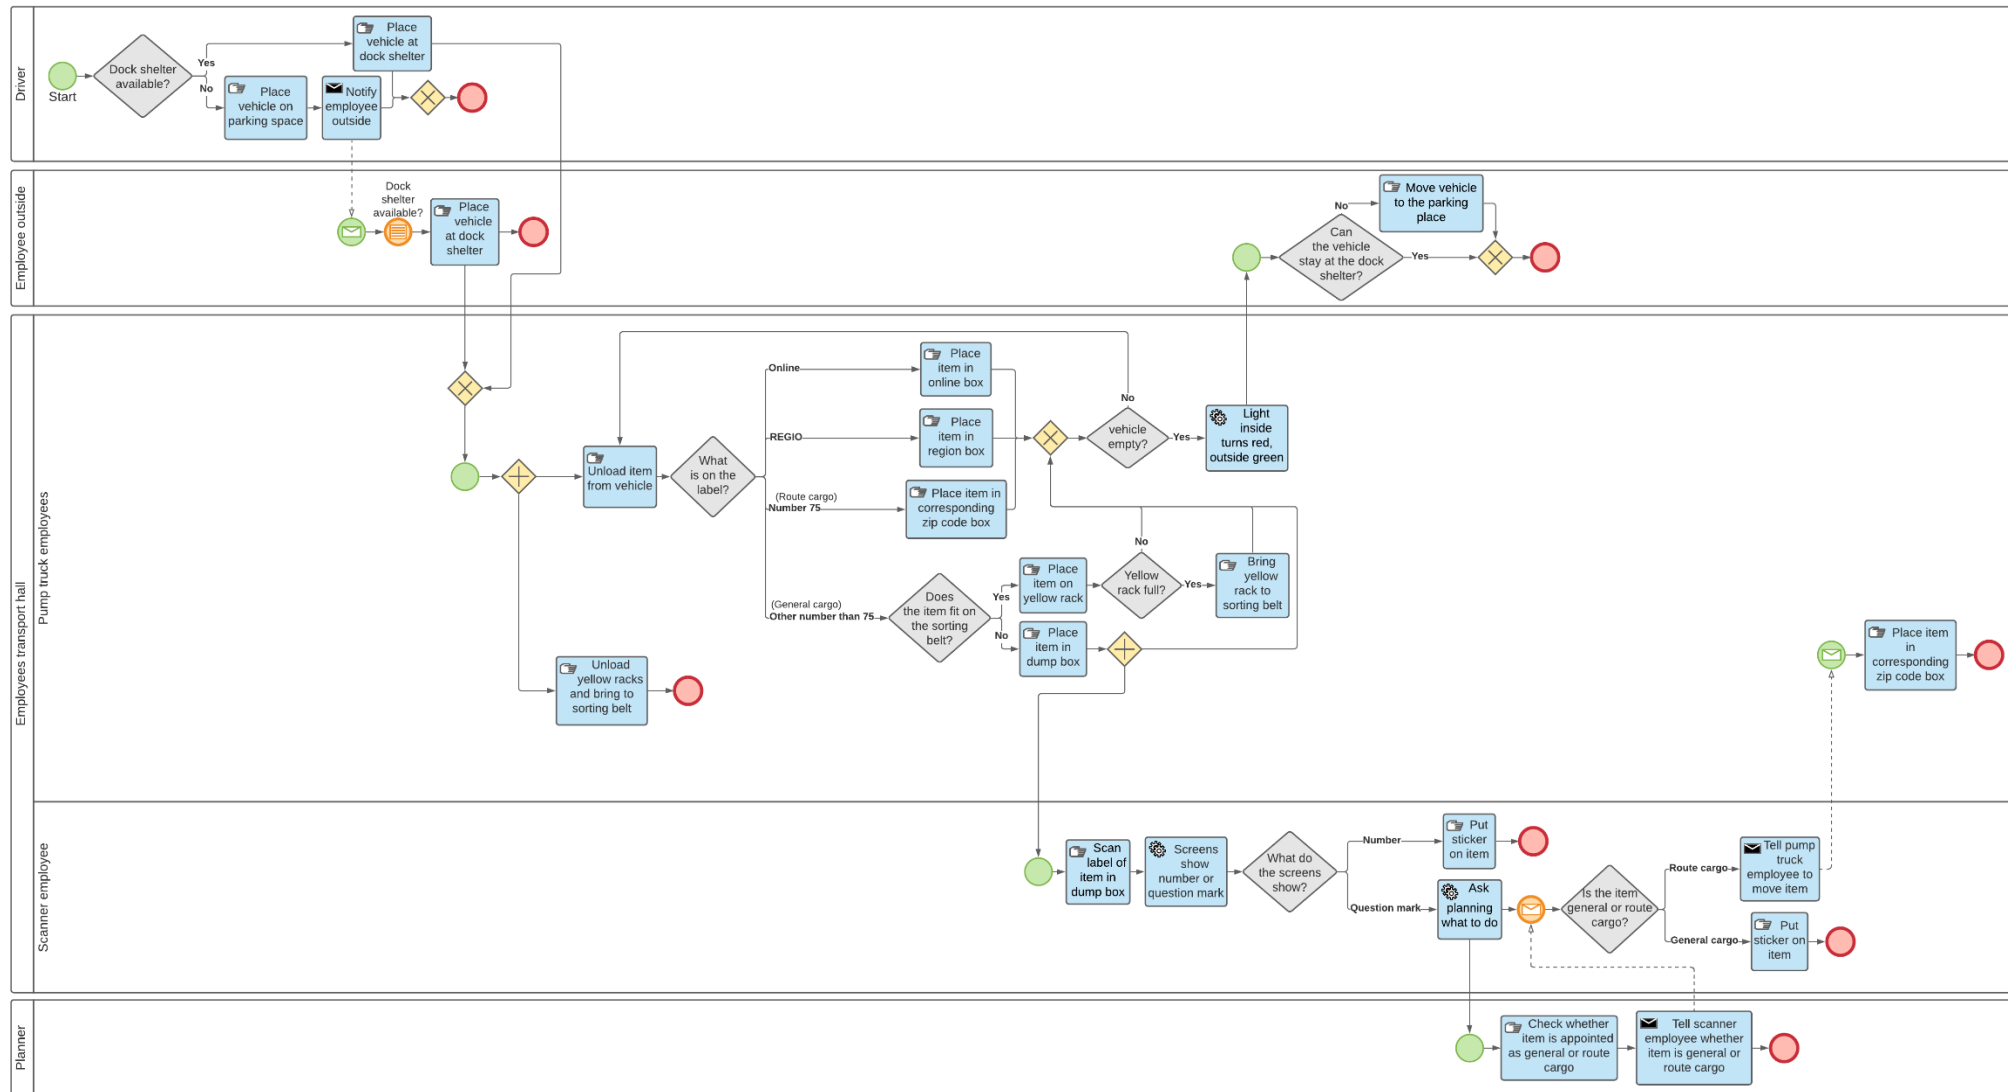 Driver
Start
Dock shelter
available?
Yes
No
Place
vehicle at
dock shelter
Place
vehicle on
parking space
Notify
employee
outside
Employee outside
Dock
shelter
available?
Place
vehicle
at dock
shelter
Can
the vehicle
stay at the dock
shelter?
No
Yes
Move vehicle
to the parking
place
Employees transport hall
Pump truck employees
Unload item
from vehicle
What
is on the
label?
Online
REGIO
(Route cargo)
Number 75
(General cargo)
Other number than 75
Place
item in
online box
Place
item in
region box
Place item in
corresponding
zip code box
No
vehicle
empty?
Yes
Light
inside
turns red,
outside green
Does
the item fit on
the sorting
belt?
Yes
No
Place
item on
yellow rack
Place
item in
dump box
No
Yellow
rack full?
Yes
Bring
yellow
rack to
sorting belt
Unload
yellow racks
and bring to
sorting belt
Place item
in
corresponding
zip code box
Scanner employee
Scan
label of
item in
dump box
Screens
show
number or
question mark
What do
the screens
show?
Number
Question mark
Put
sticker
on item
Ask
planning
what to do
Is the item
general or route
cargo?
Route cargo
General cargo
Tell pump
truck
employee to
move item
Put
sticker on
item
Planner
Check whether
item is appointed
as general or route
cargo
Tell scanner
employee whether
item is general or
route cargo